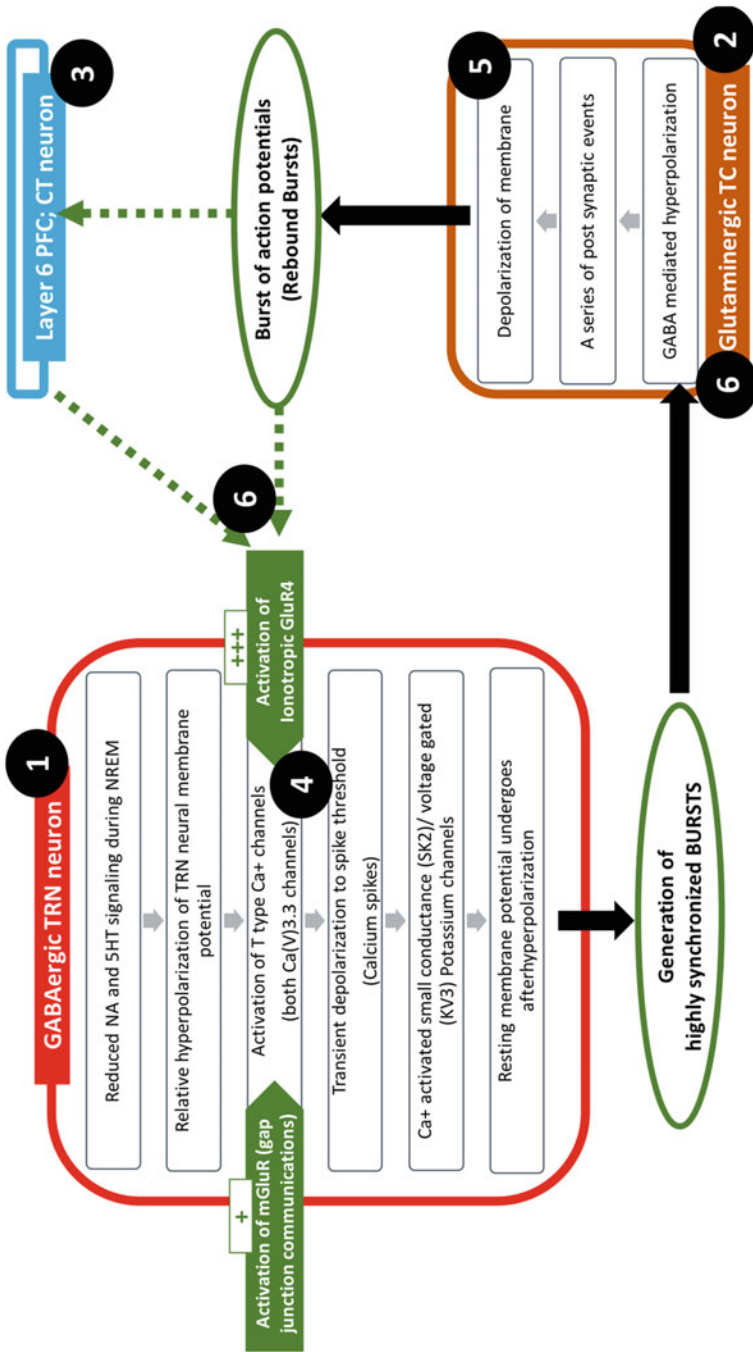 GABAergic TRN neuron
1
Reduced NA and 5HT signaling during NREM
Relative hyperpolarization of TRN neural membrane
potential
Activation of T type Ca+ channels
(both Ca(V)3.3 channels)
4
Transient depolarization to spike threshold
(Calcium spikes)
Ca+ activated small conductance (SK2)/ voltage gated
(KV3) Potassium channels
Resting membrane potential undergoes
afterhyperpolarization
+
Activation of mGluR (gap
junction communications)
+++
Activation of
Ionotropic GluR4
6
Generation of
highly synchronized BURSTS
Layer 6 PFC; CT neuron
3
Burst of action potentials
(Rebound Bursts)
5
Depolarization of membrane
A series of post synaptic events
GABA mediated hyperpolarization
6
Glutaminergic TC neuron
2